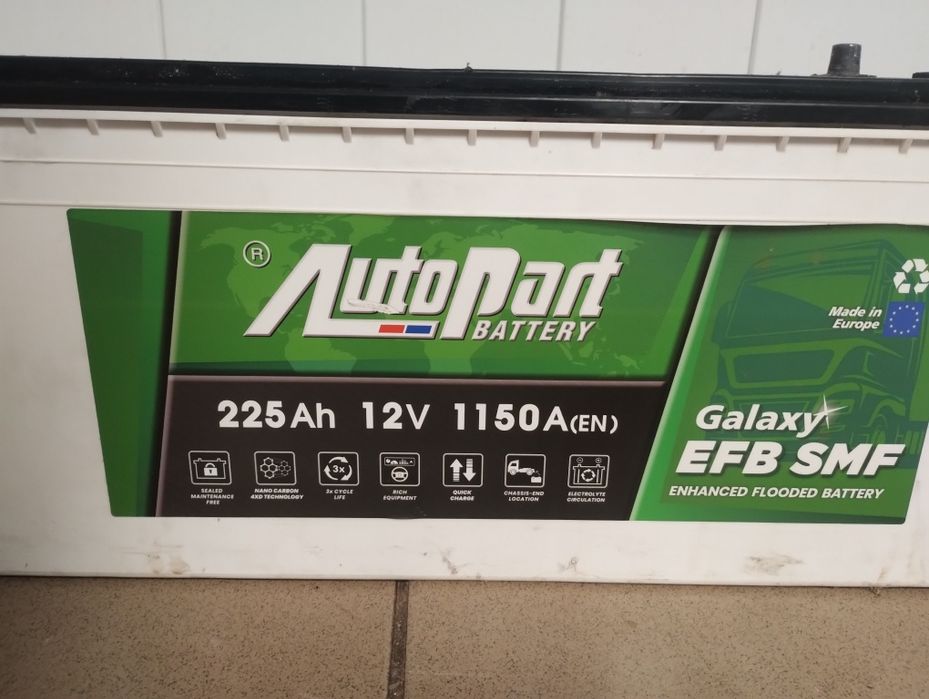 ® AutoPart
BATTERY
Made in
Europe
225Ah 12V 1150A(EN)
Galaxy
EFB SMF
ENHANCED FLOODED BATTERY
SEALED
MAINTENANCE
FREE
NANO CARBON
4XD TECHNOLOGY
3x
3x CYCLE
LIFE
RICH
EQUIPMENT
QUICK
CHARGE
CHASSIS-END
LOCATION
ELECTROLYTE
CIRCULATION